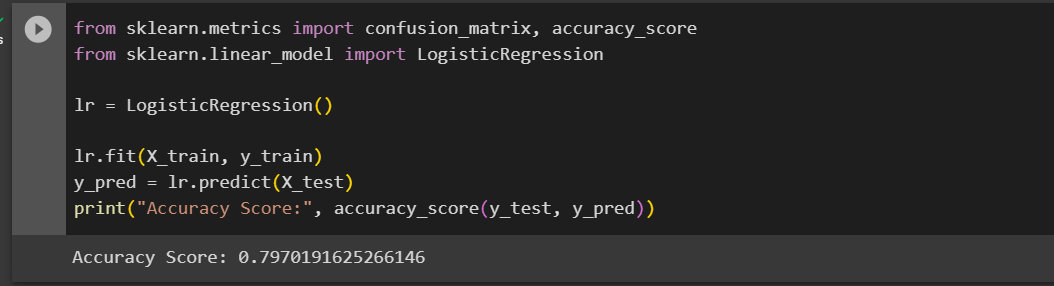 from sklearn.metrics import confusion_matrix, accuracy_score
from sklearn.linear_model import LogisticRegression
lr = LogisticRegression()
lr.fit(X_train, y_train)
y_pred = lr.predict(X_test)
print("Accuracy Score:", accuracy_score(y_test, y_pred))
Accuracy Score: 0.7970191625266146